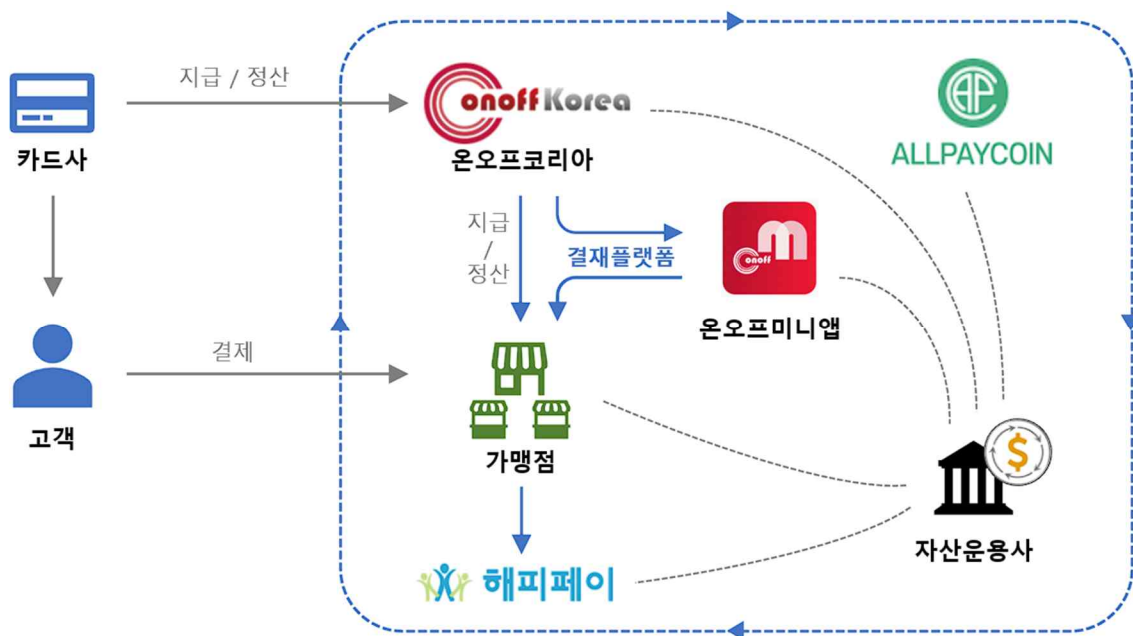 지급 / 정산
onoff Korea
ALLPAYCOIN
카드사
온오프코리아
지급
/
정산
결재플랫폼
onoff
m
온오프미니앱
결제
고객
가맹점
$
자산운용사
해피페이